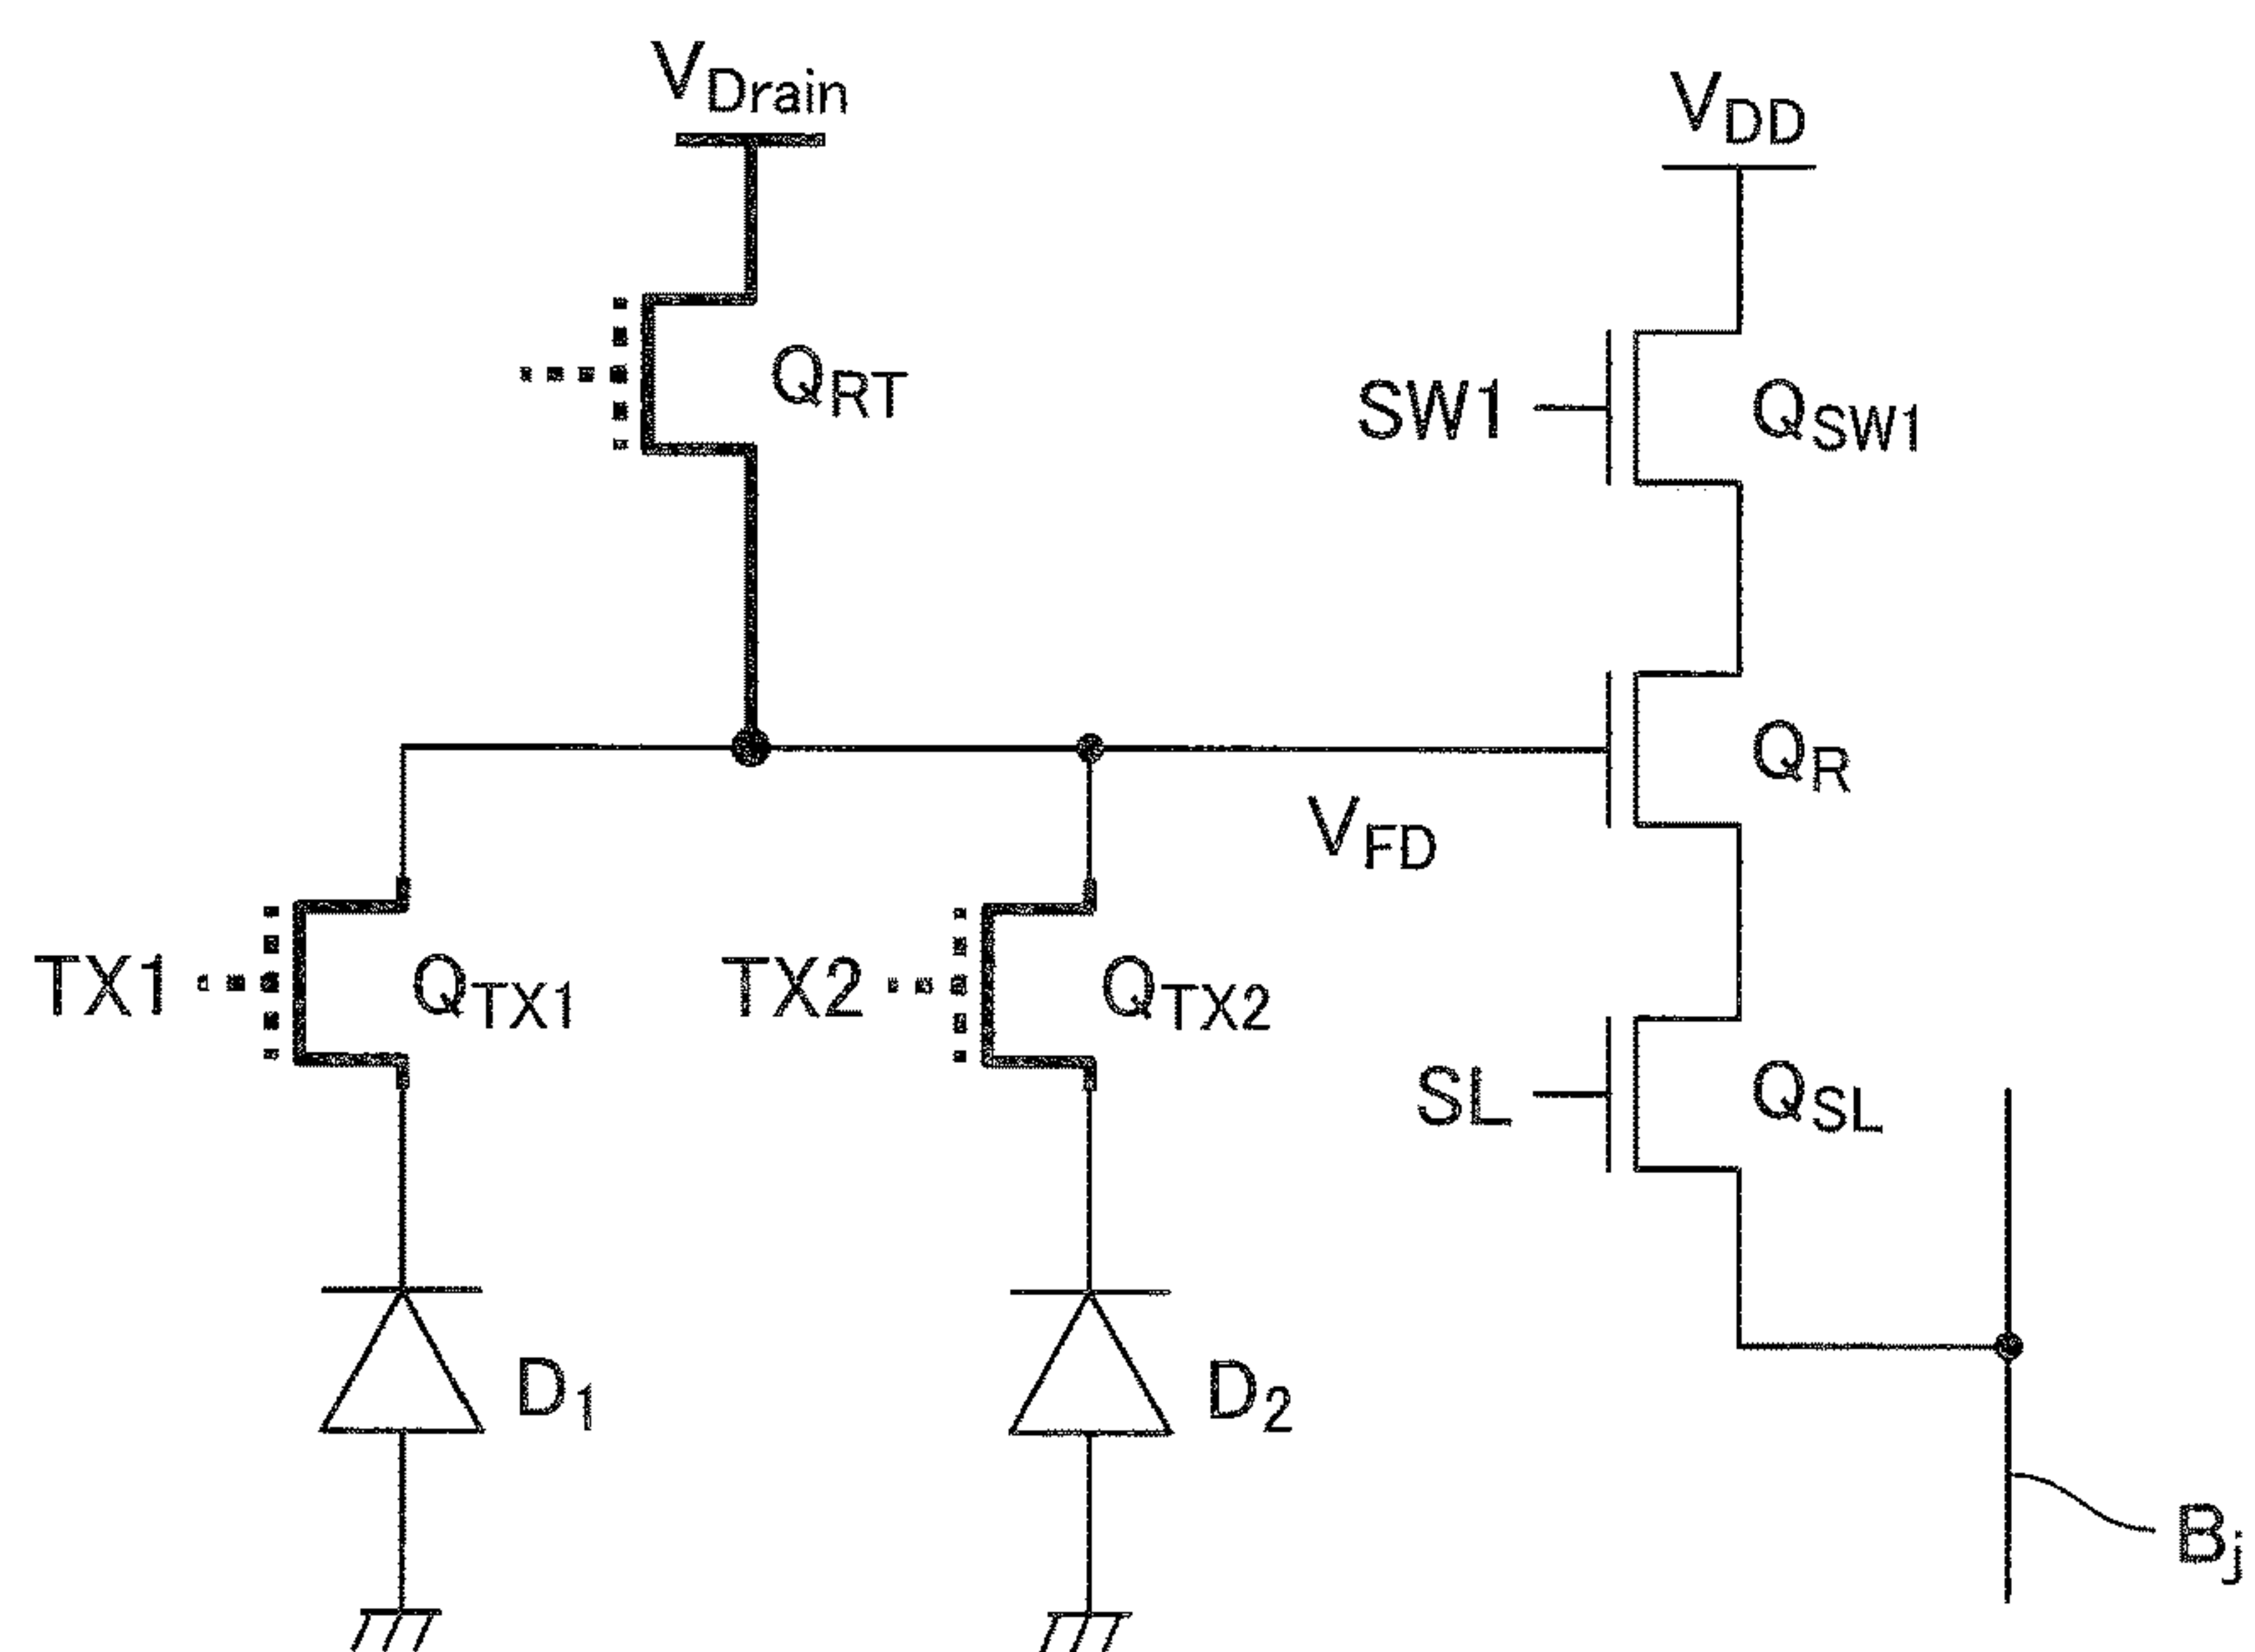 VDrain
VDD
QRT
SW1
QSW1
QR
VFD
TX1
QTX1
TX2
QTX2
SL
QSL
D1
D2
Bj